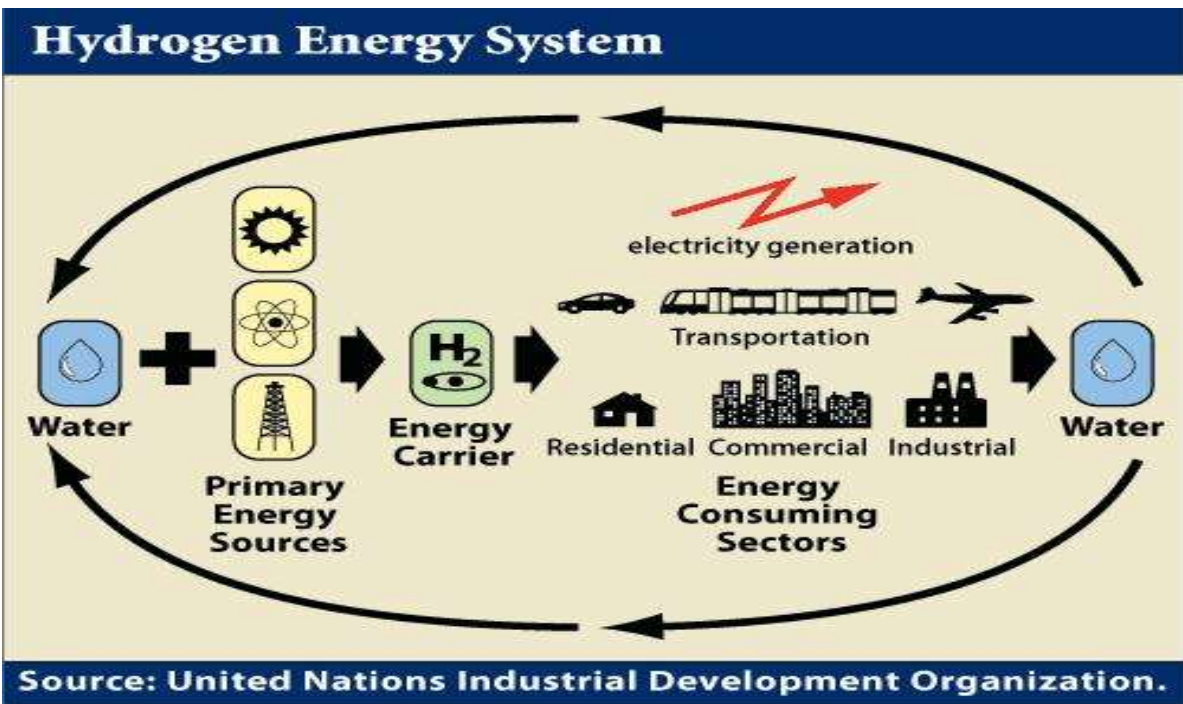 Hydrogen Energy System
electricity generation
Transportation
Water
H2
Energy
Carrier
Residential
Commercial
Industrial
Water
Primary
Energy
Sources
Energy
Consuming
Sectors
Source: United Nations Industrial Development Organization.